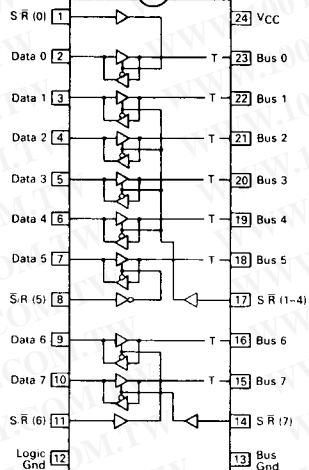 S R̅ (0) 1 24 VCC
Data 0 2 T 23 Bus 0
Data 1 3 T 22 Bus 1
Data 2 4 T 21 Bus 2
Data 3 5 T 20 Bus 3
Data 4 6 T 19 Bus 4
Data 5 7 T 18 Bus 5
S̅/R (5) 8 17 S R̅ (1-4)
Data 6 9 T 16 Bus 6
Data 7 10 T 15 Bus 7
S R̅ (6) 11 14 S R̅ (7)
Logic Gnd 12 13 Bus Gnd